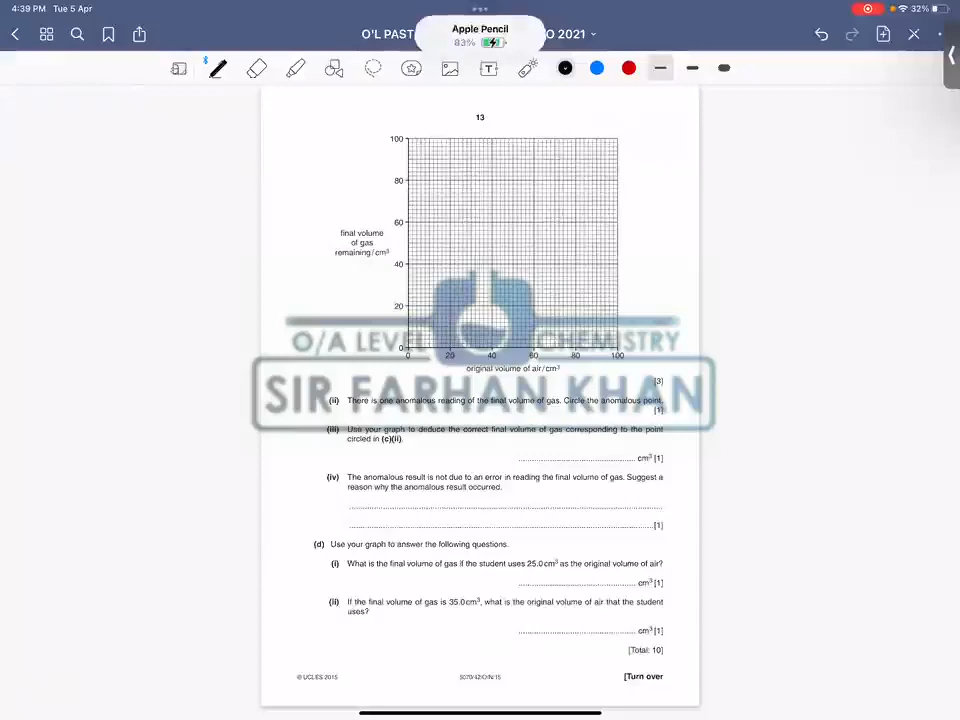 4:39 PM Tue 5 Apr
32%
Apple Pencil
83%
O'L PAST
O 2021
T
13
100
80
60
40
20
0
final volume
of gas
remaining/cm³
0 20 40 60 80 100
original volume of air/cm³
O/A LEVEL CHEMISTRY
SIR FARHAN KHAN
[3]
(ii) There is one anomalous reading of the final volume of gas. Circle the anomalous point.
[1]
(iii) Use your graph to deduce the correct final volume of gas corresponding to the point
circled in (c)(ii).
cm³ [1]
(iv) The anomalous result is not due to an error in reading the final volume of gas. Suggest a
reason why the anomalous result occurred.
[1]
(d) Use your graph to answer the following questions.
(i) What is the final volume of gas if the student uses 25.0 cm³ as the original volume of air?
cm³ [1]
(ii) If the final volume of gas is 35.0 cm³, what is the original volume of air that the student
uses?
cm³ [1]
[Total: 10]
© UCLES 2015
5070/42/O/N/15
[Turn over